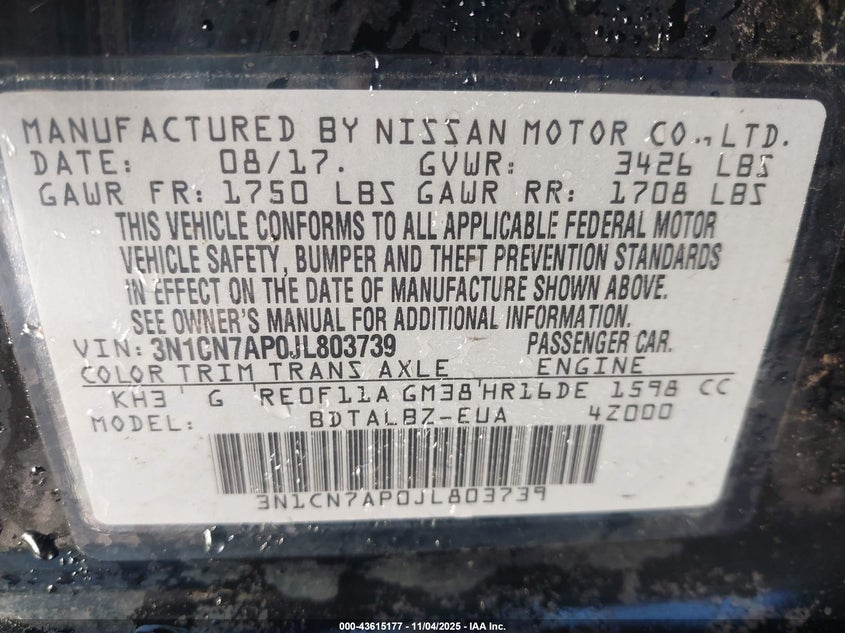 MANUFACTURED BY NISSAN MOTOR CO., LTD.
DATE: 08/17. GVWR: 3426 LBS
GAWR FR: 1750 LBS GAWR RR: 1708 LBS
THIS VEHICLE CONFORMS TO ALL APPLICABLE FEDERAL MOTOR
VEHICLE SAFETY, BUMPER AND THEFT PREVENTION STANDARDS
IN EFFECT ON THE DATE OF MANUFACTURE SHOWN ABOVE.
SEE OWNER'S MANUAL FOR ADDITIONAL INFORMATION.
VIN: 3N1CN7AP0JL803739 PASSENGER CAR.
COLOR TRIM TRANS AXLE ENGINE
KH3 G RE0F11A GM38 HR16DE 1598 CC
MODEL: BDTALBZ-EUA 4Z000
3N1CN7AP0JL803739
000-43615177 - 11/04/2025 - IAA Inc.